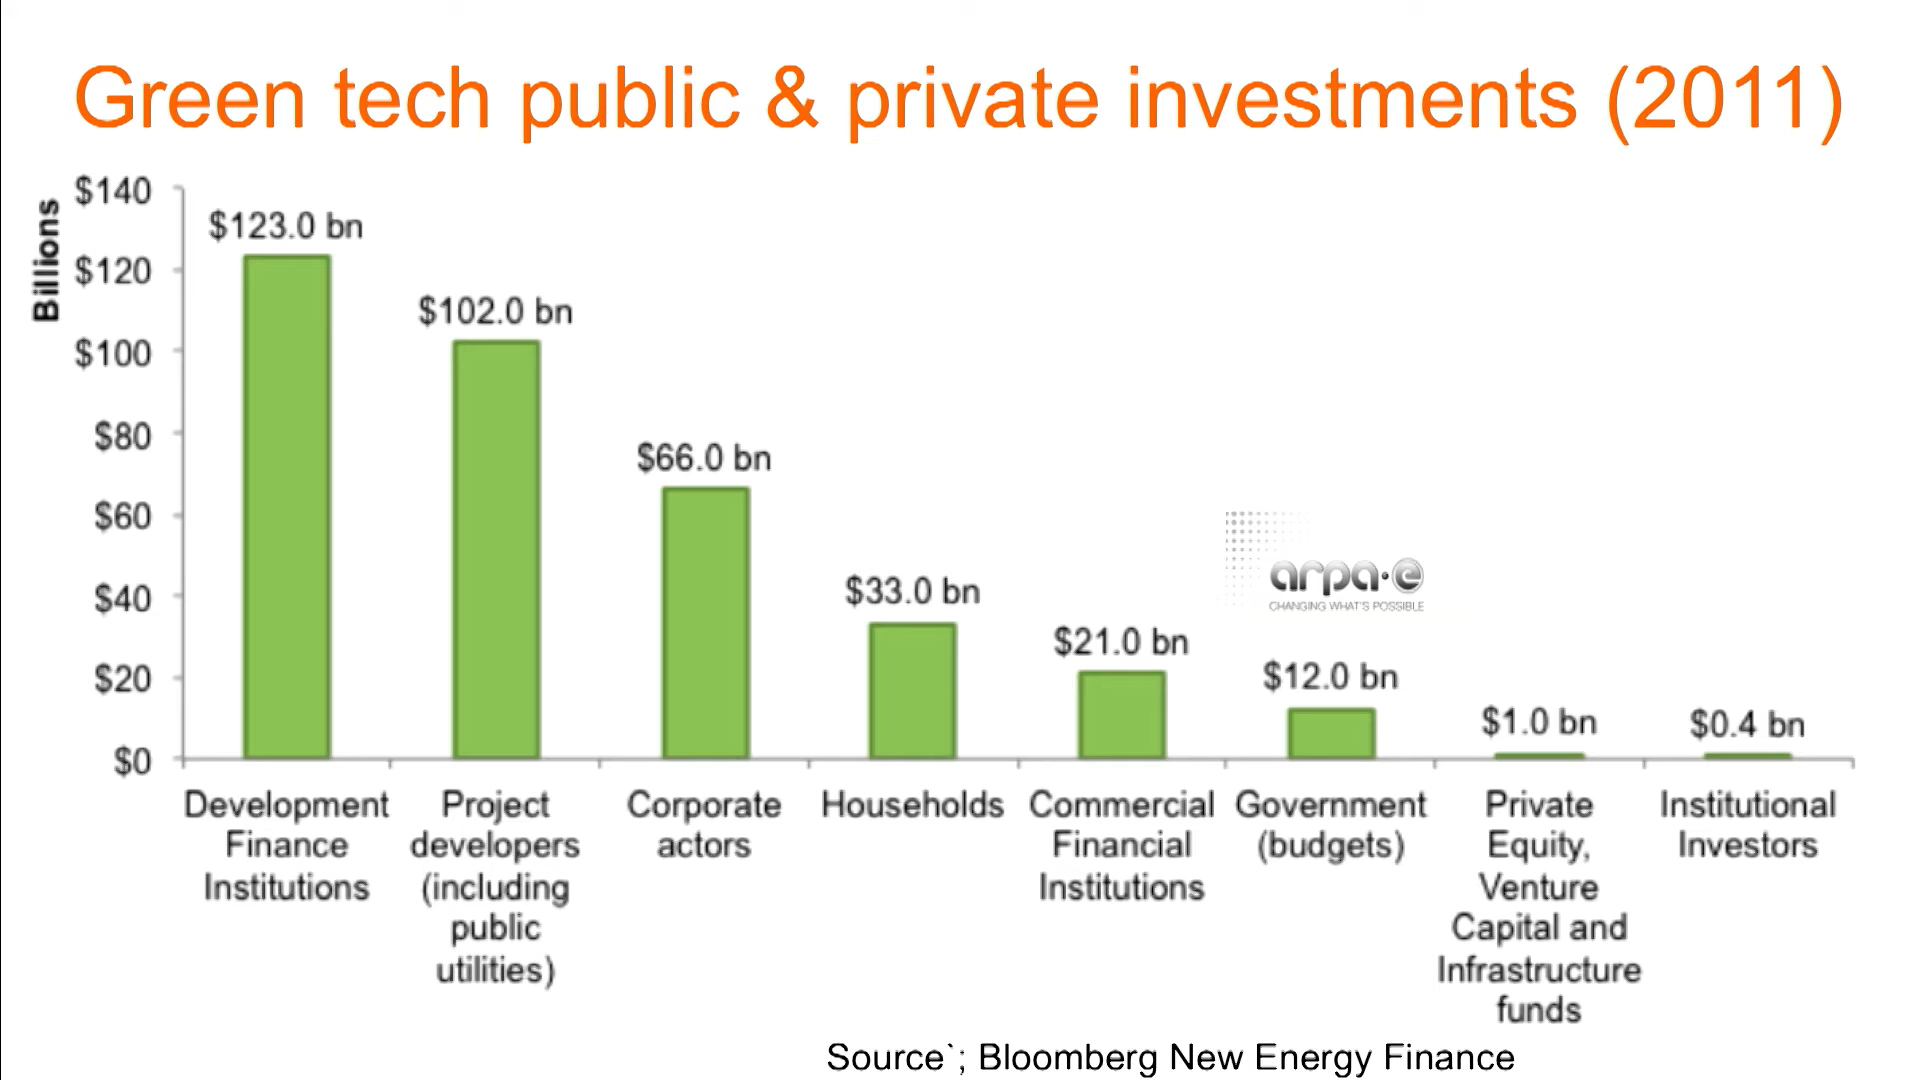 Green tech public & private investments (2011)
Billions
$140
$120
$100
$80
$60
$40
$20
$0
$123.0 bn
$102.0 bn
$66.0 bn
$33.0 bn
$21.0 bn
$12.0 bn
$1.0 bn
$0.4 bn
arpa·e
CHANGING WHAT'S POSSIBLE
Development
Finance
Institutions
Project
developers
(including
public
utilities)
Corporate
actors
Households
Commercial
Financial
Institutions
Government
(budgets)
Private
Equity,
Venture
Capital and
Infrastructure
funds
Institutional
Investors
Source`; Bloomberg New Energy Finance